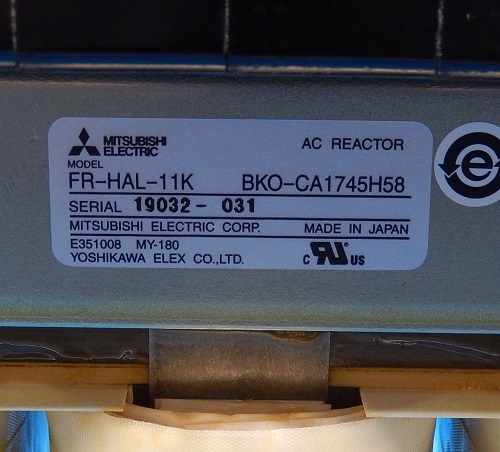 MITSUBISHI
ELECTRIC
AC REACTOR
MODEL
FR-HAL-11K BKO-CA1745H58
SERIAL 19032-031
MITSUBISHI ELECTRIC CORP. MADE IN JAPAN
E351008 MY-180
YOSHIKAWA ELEX CO.,LTD.
c RU US
e